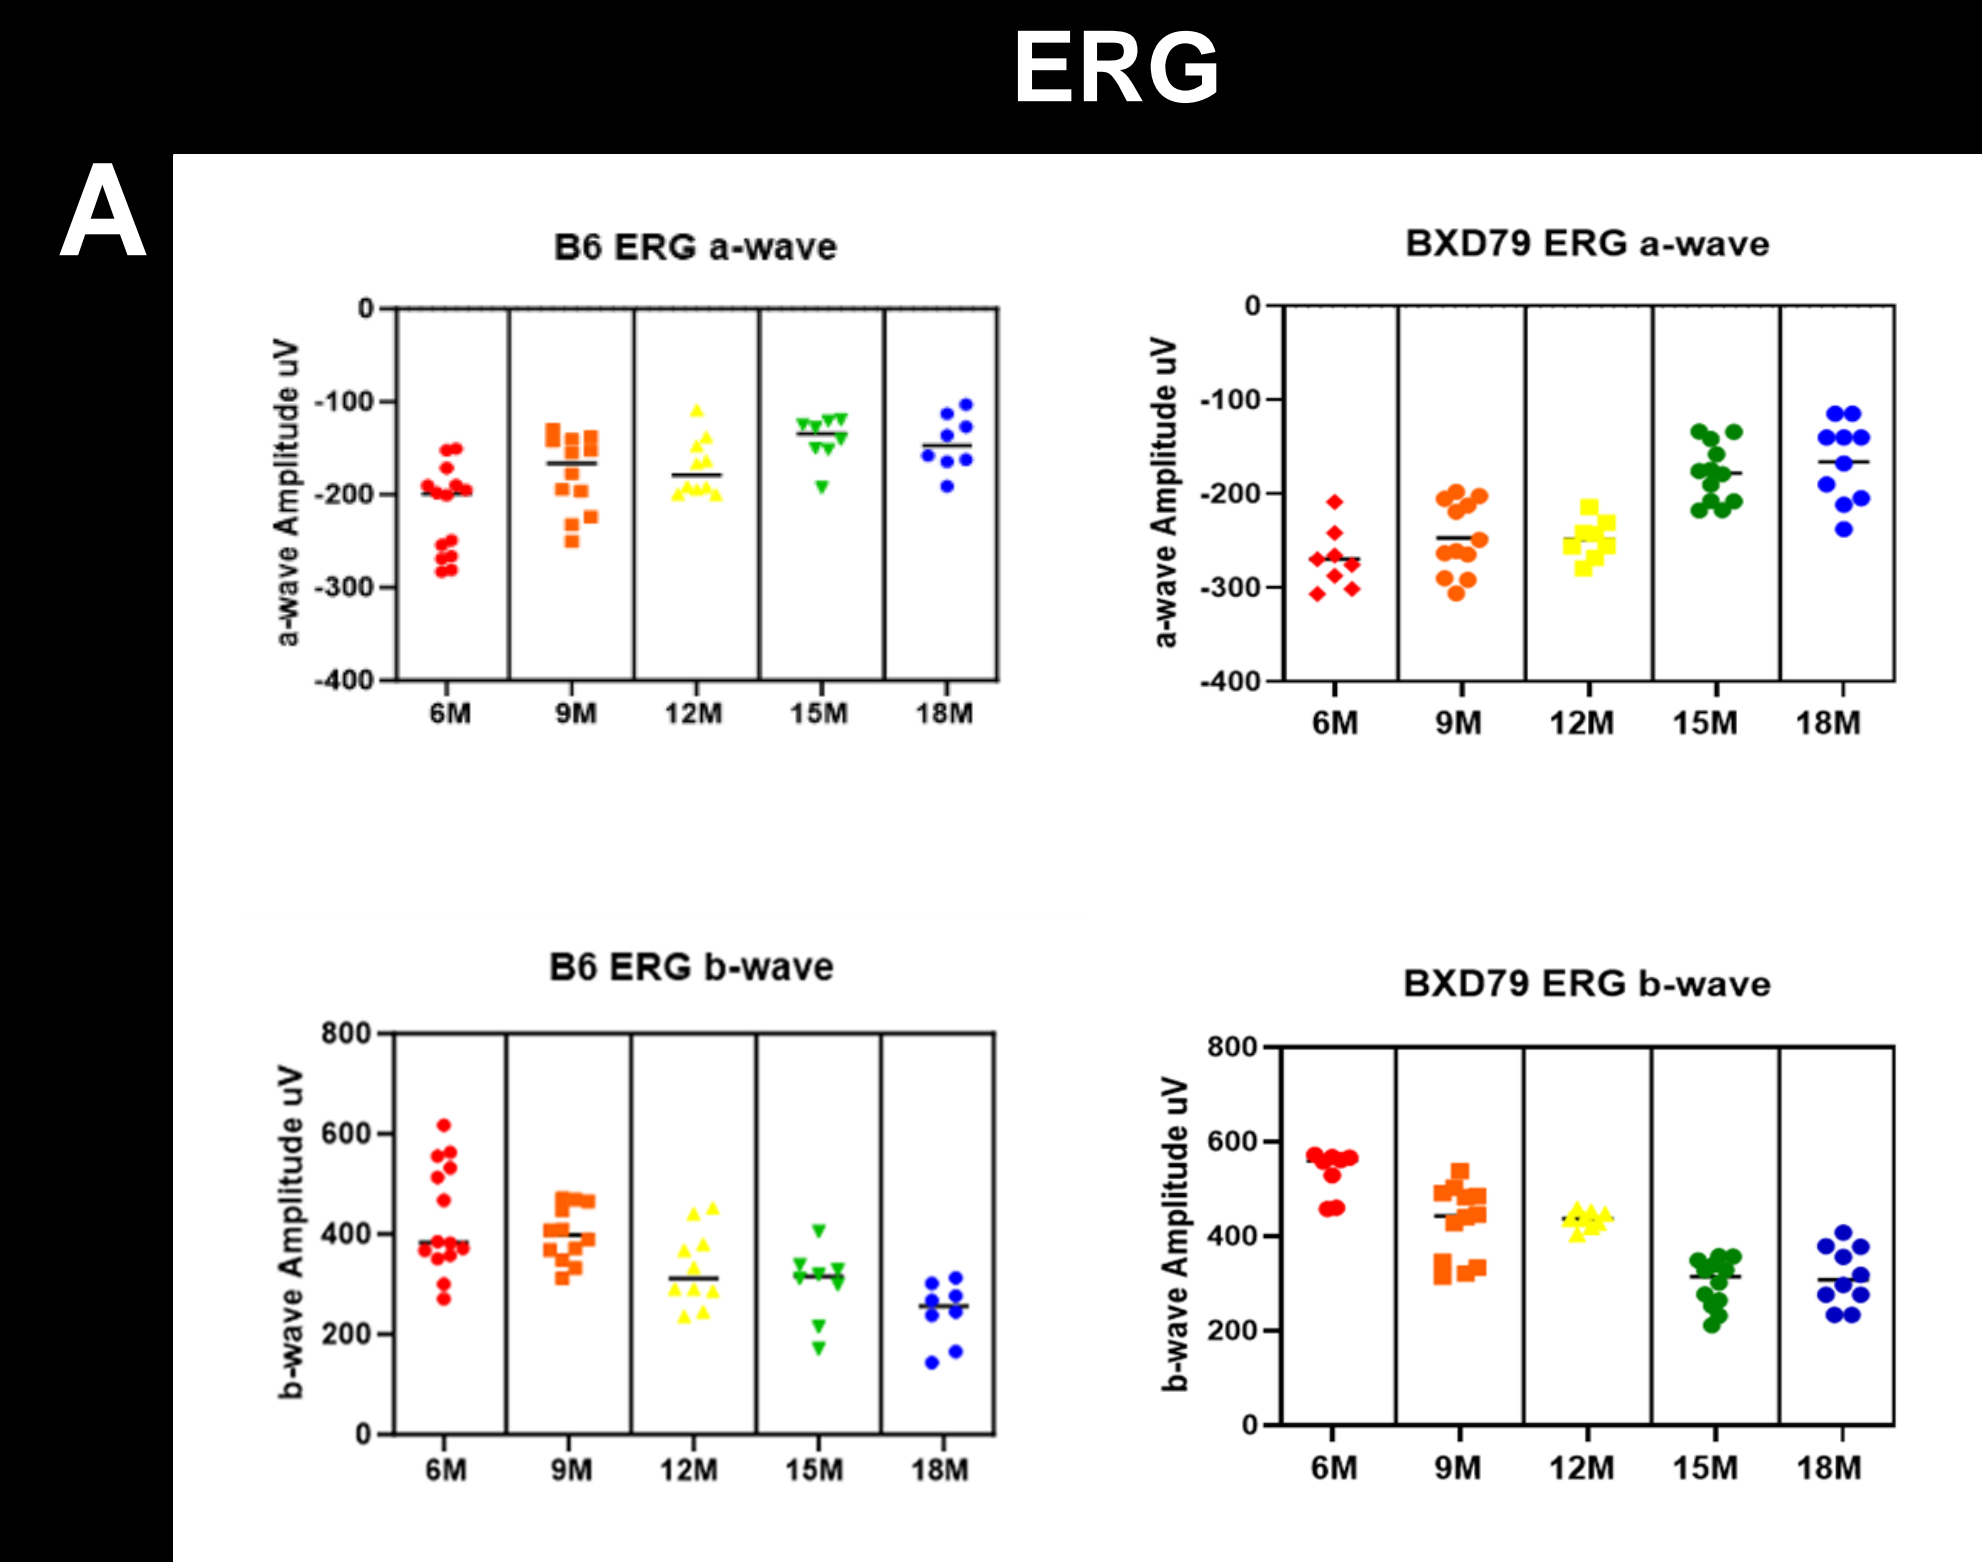 ERG
A
B6 ERG a-wave
a-wave Amplitude uV
0
-100
-200
-300
-400
6M 9M 12M 15M 18M
BXD79 ERG a-wave
a-wave Amplitude uV
0
-100
-200
-300
-400
6M 9M 12M 15M 18M
B6 ERG b-wave
b-wave Amplitude uV
800
600
400
200
0
6M 9M 12M 15M 18M
BXD79 ERG b-wave
b-wave Amplitude uV
800
600
400
200
0
6M 9M 12M 15M 18M